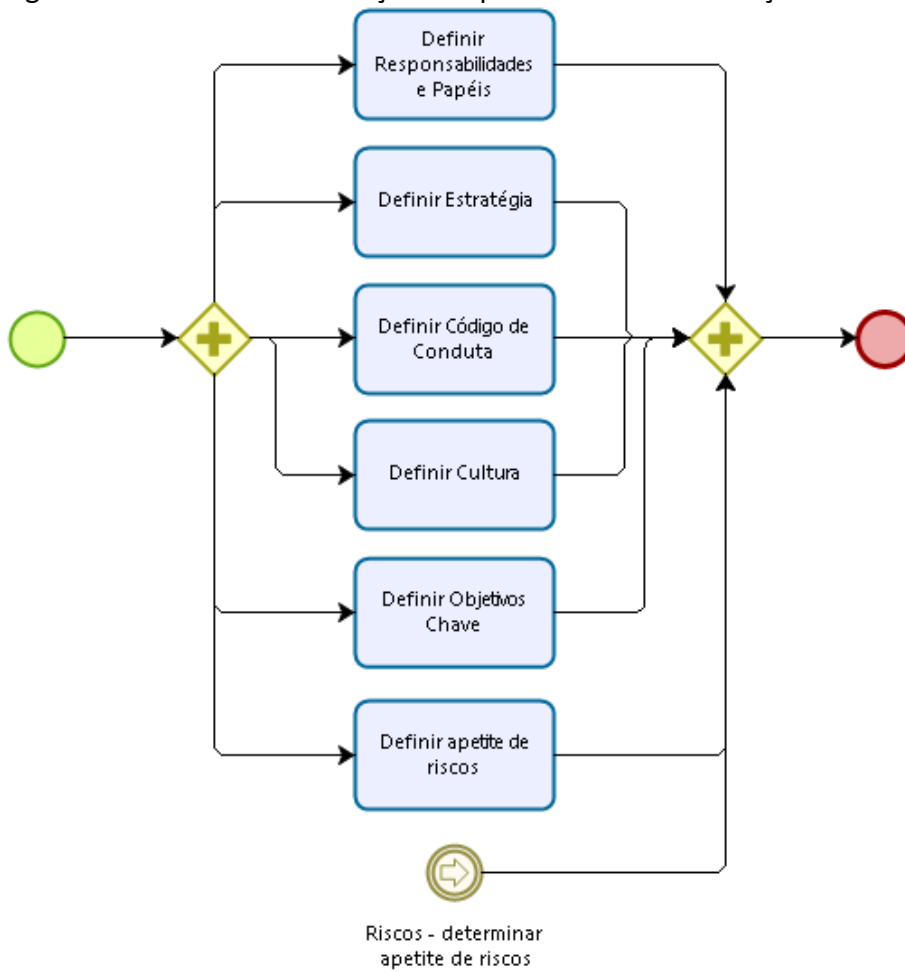 Definir
Responsabilidades
e Papéis
Definir Estratégia
Definir Código de
Conduta
Definir Cultura
Definir Objetivos
Chave
Definir apetite de
riscos
Riscos - determinar
apetite de riscos